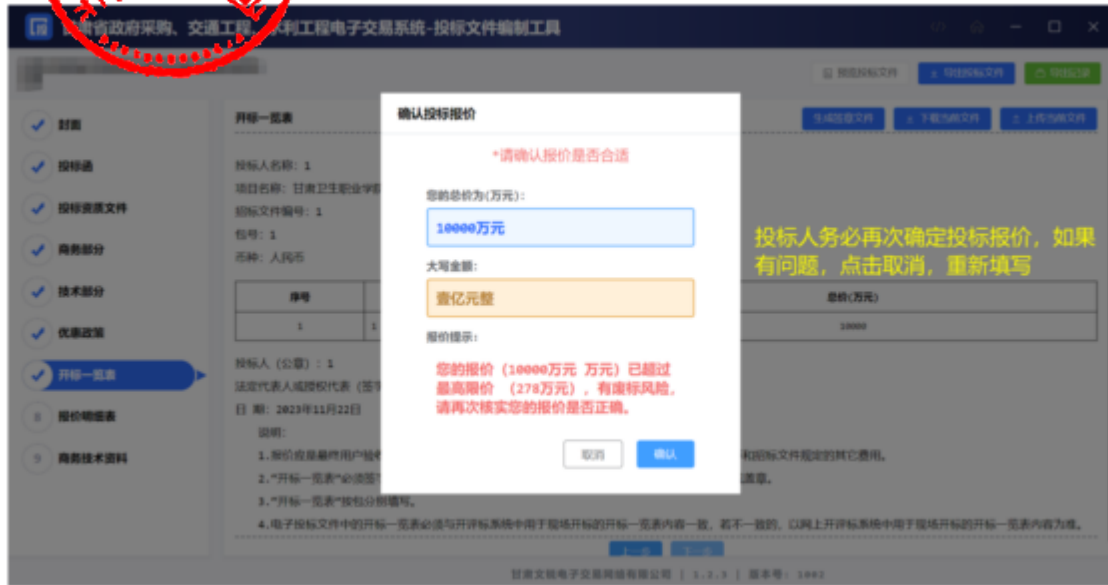 省政府采购、交通工程、水利工程电子交易系统-投标文件编制工具
预览投标文件
导出投标文件
封面
投标函
投标资质文件
商务部分
技术部分
优惠政策
开标一览表
8 报价明细表
9 商务技术资料
开标一览表
生成签章文件
下载当前文件
上传当前文件
投标人名称：1
项目名称：甘肃卫生职业学院
招标文件编号：1
包号：1
币种：人民币
序号
总价(万元)
1
1
10000
投标人（公章）：1
法定代表人或授权代表（签字
日 期：2023年11月22日
说明：
1.报价应是最终用户验收
和招标文件规定的其它费用。
2."开标一览表"必须签字
盖章。
3."开标一览表"按包分别填写。
4.电子投标文件中的开标一览表必须与开评标系统中用于现场开标的开标一览表内容一致，若不一致的，以网上开评标系统中用于现场开标的开标一览表内容为准。
确认投标报价
*请确认报价是否合适
您的总价为(万元)：
10000万元
大写金额：
壹亿元整
报价提示：
您的报价（10000万元 万元）已超过
最高限价 （278万元），有废标风险，
请再次核实您的报价是否正确。
取消
确认
投标人务必再次确定投标报价，如果
有问题，点击取消，重新填写
上一步
下一步
甘肃文锐电子交易网络有限公司 | 1.3.3 | 版本号：1002